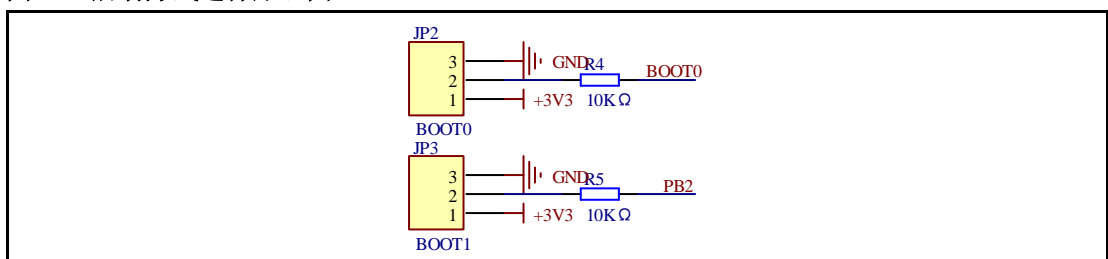 JP2
3 GND R4 BOOT0
2
1 +3V3 10KΩ
BOOT0
JP3
3 GND R5 PB2
2
1 +3V3 10KΩ
BOOT1